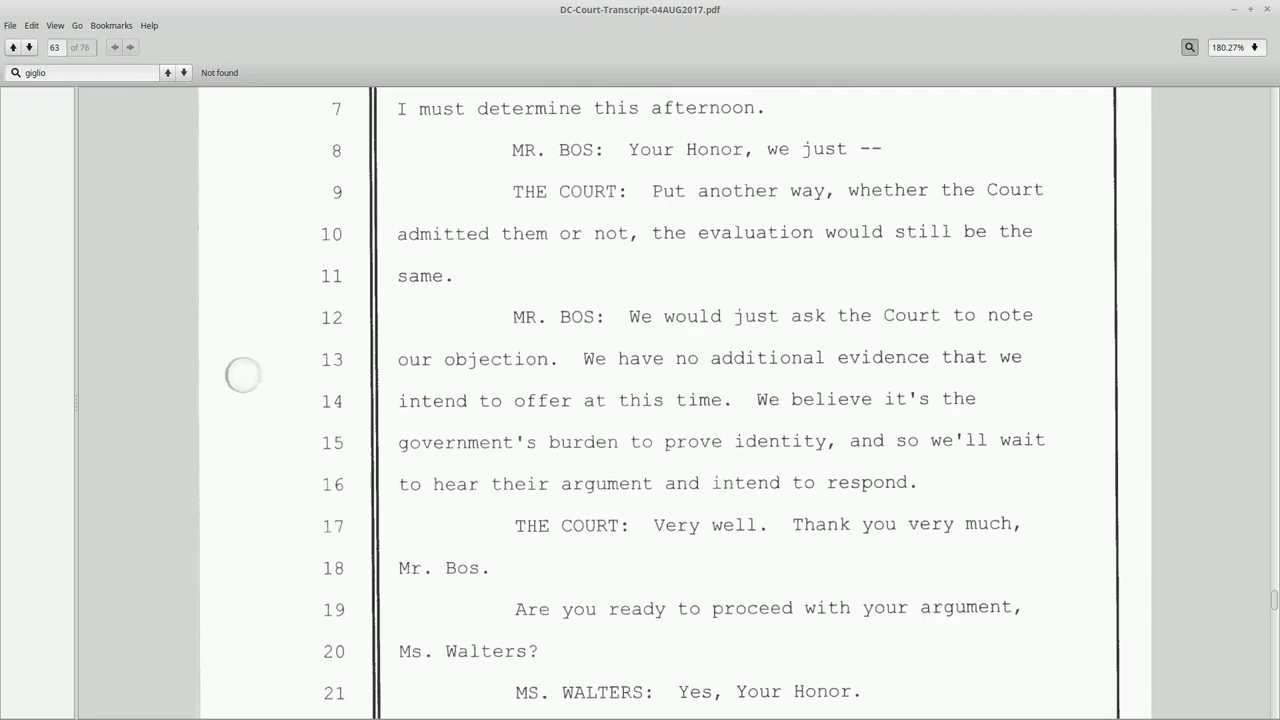 DC-Court-Transcript-04AUG2017.pdf
File Edit View Go Bookmarks Help
63 of 76 180.27%
giglio Not found
7 I must determine this afternoon.
8 MR. BOS: Your Honor, we just --
9 THE COURT: Put another way, whether the Court
10 admitted them or not, the evaluation would still be the
11 same.
12 MR. BOS: We would just ask the Court to note
13 our objection. We have no additional evidence that we
14 intend to offer at this time. We believe it's the
15 government's burden to prove identity, and so we'll wait
16 to hear their argument and intend to respond.
17 THE COURT: Very well. Thank you very much,
18 Mr. Bos.
19 Are you ready to proceed with your argument,
20 Ms. Walters?
21 MS. WALTERS: Yes, Your Honor.